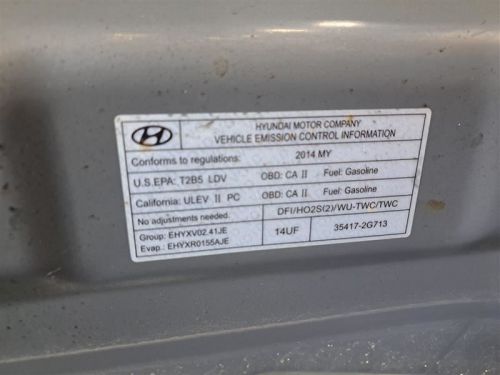 HYUNDAI MOTOR COMPANY
VEHICLE EMISSION CONTROL INFORMATION
Conforms to regulations: 2014 MY
U.S.EPA: T2B5 LDV OBD: CA II Fuel: Gasoline
California: ULEV II PC OBD: CA II Fuel: Gasoline
No adjustments needed. DFI/HO2S(2)/WU-TWC/TWC
Group: EHYXV02.41JE
Evap.: EHYXR0155AJE
14UF 35417-2G713